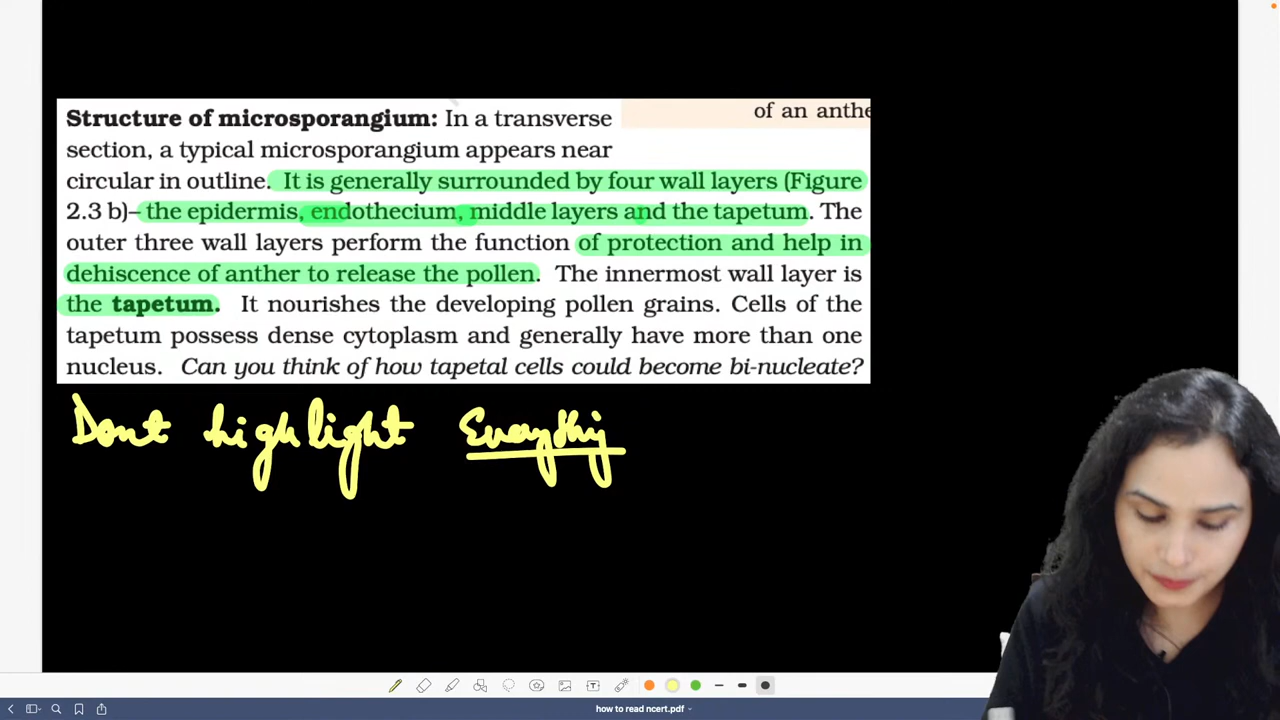 of an anthe
Structure of microsporangium: In a transverse
section, a typical microsporangium appears near
circular in outline. It is generally surrounded by four wall layers (Figure
2.3 b)– the epidermis, endothecium, middle layers and the tapetum. The
outer three wall layers perform the function of protection and help in
dehiscence of anther to release the pollen. The innermost wall layer is
the tapetum. It nourishes the developing pollen grains. Cells of the
tapetum possess dense cytoplasm and generally have more than one
nucleus. Can you think of how tapetal cells could become bi-nucleate?
Dont highlight Everything
how to read ncert.pdf